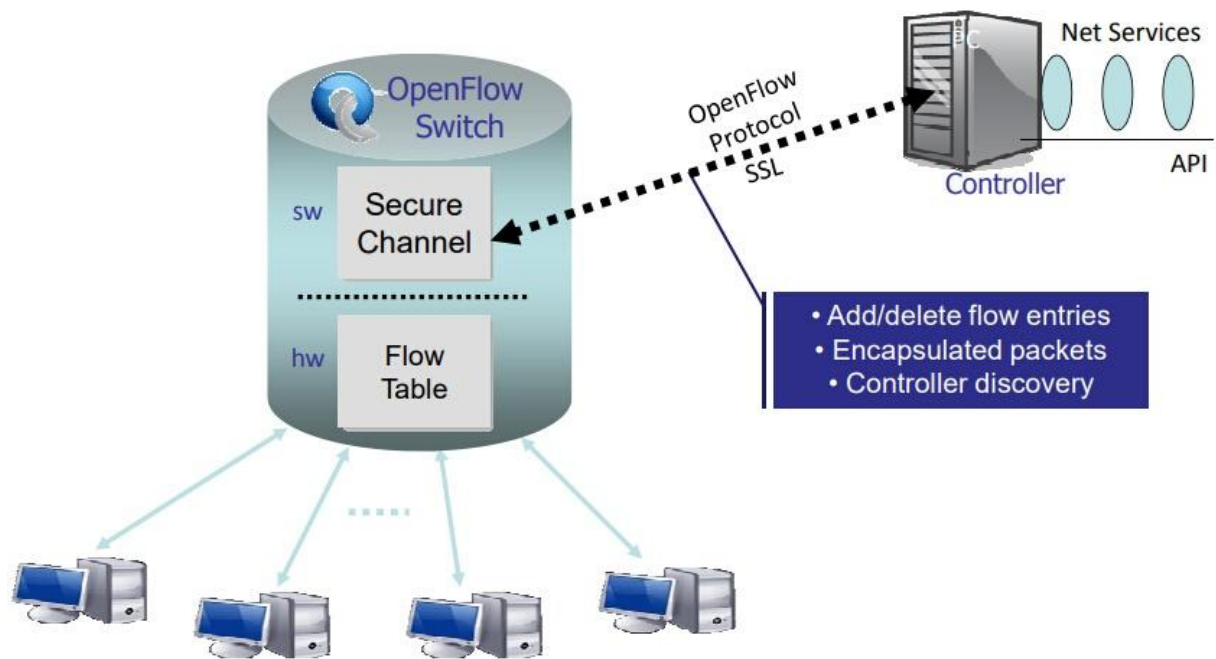 OpenFlow
Switch
sw
Secure
Channel
hw
Flow
Table
OpenFlow
Protocol
SSL
PC
Controller
Net Services
API
• Add/delete flow entries
• Encapsulated packets
• Controller discovery